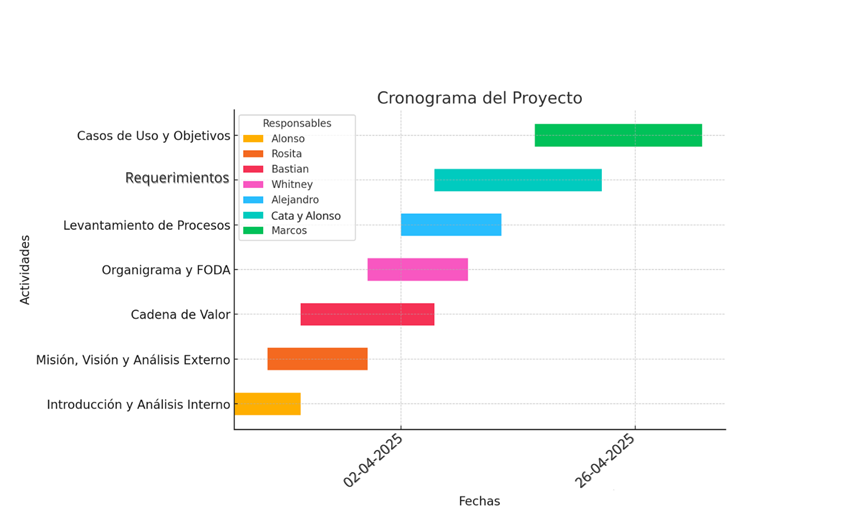 Cronograma del Proyecto
Responsables
Alonso
Rosita
Bastian
Whitney
Alejandro
Cata y Alonso
Marcos
Actividades
Casos de Uso y Objetivos
Requerimientos
Levantamiento de Procesos
Organigrama y FODA
Cadena de Valor
Misión, Visión y Análisis Externo
Introducción y Análisis Interno
02-04-2025
26-04-2025
Fechas